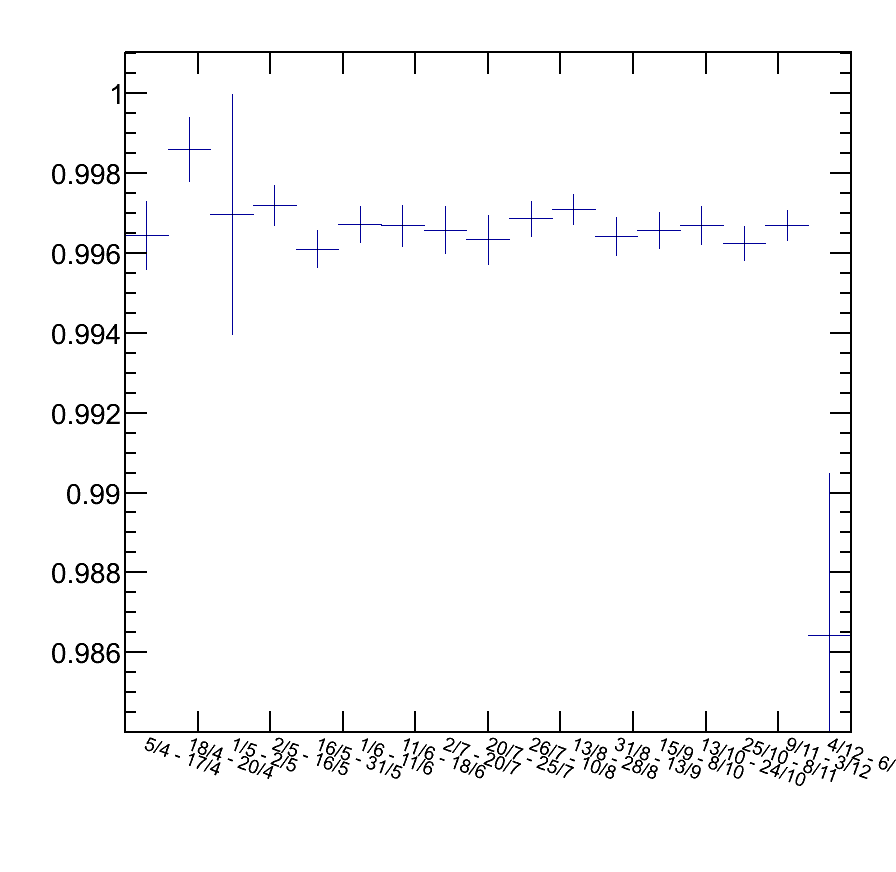 1
0.998
0.996
0.994
0.992
0.99
0.988
0.986
5/4 - 17/4
18/4 - 20/4
1/5 - 2/5
2/5 - 16/5
16/5 - 31/5
1/6 - 11/6
11/6 - 18/6
2/7 - 20/7
20/7 - 25/7
26/7 - 10/8
13/8 - 28/8
31/8 - 13/9
15/9 - 8/10
13/10 - 24/10
25/10 - 8/11
9/11 - 3/12
4/12 - 6/